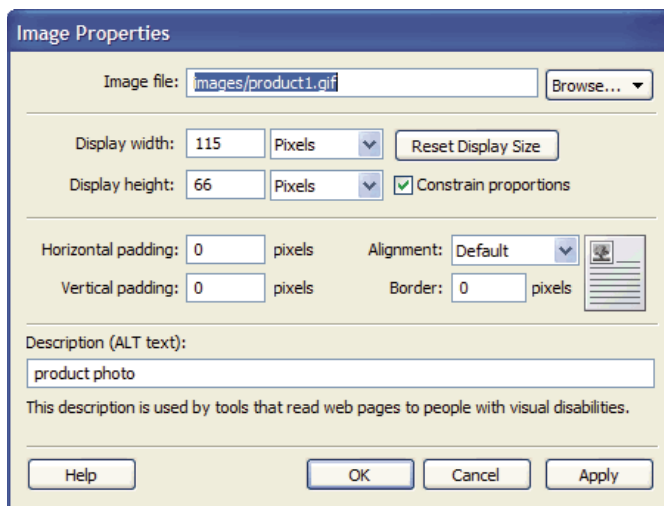 Image Properties
Image file: images/product1.gif Browse...
Display width: 115 Pixels Reset Display Size
Display height: 66 Pixels Constrain proportions
Horizontal padding: 0 pixels Alignment: Default
Vertical padding: 0 pixels Border: 0 pixels
Description (ALT text):
product photo
This description is used by tools that read web pages to people with visual disabilities.
Help OK Cancel Apply